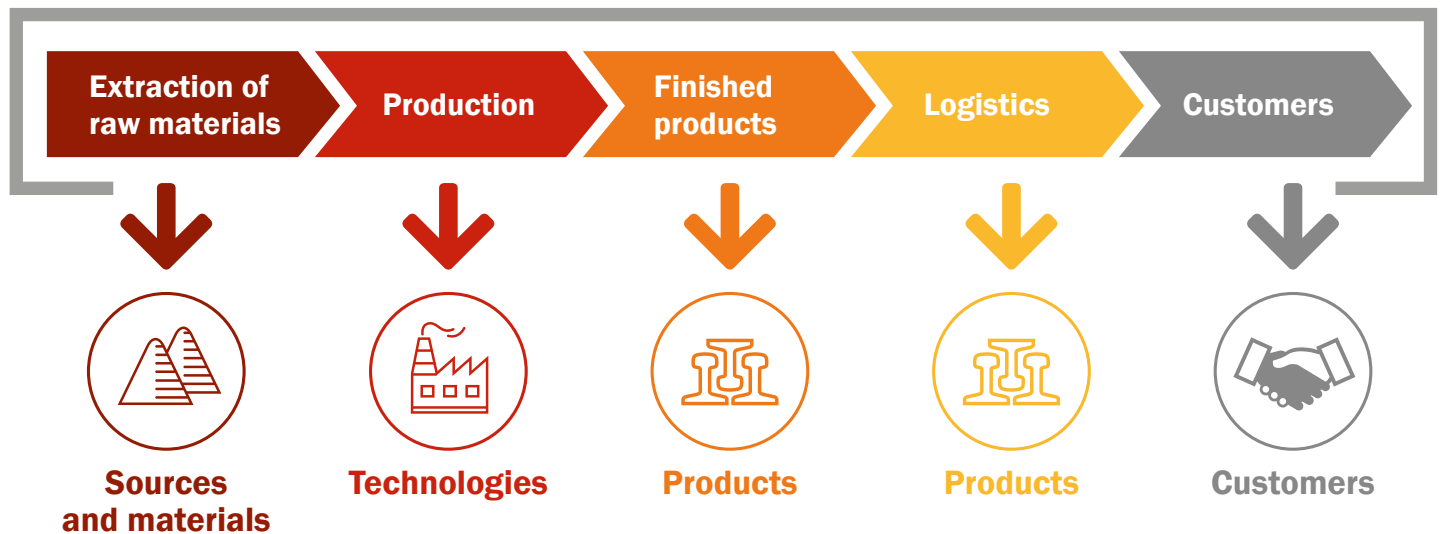 Extraction of
raw materials
Production
Finished
products
Logistics
Customers
Sources
and materials
Technologies
Products
Products
Customers